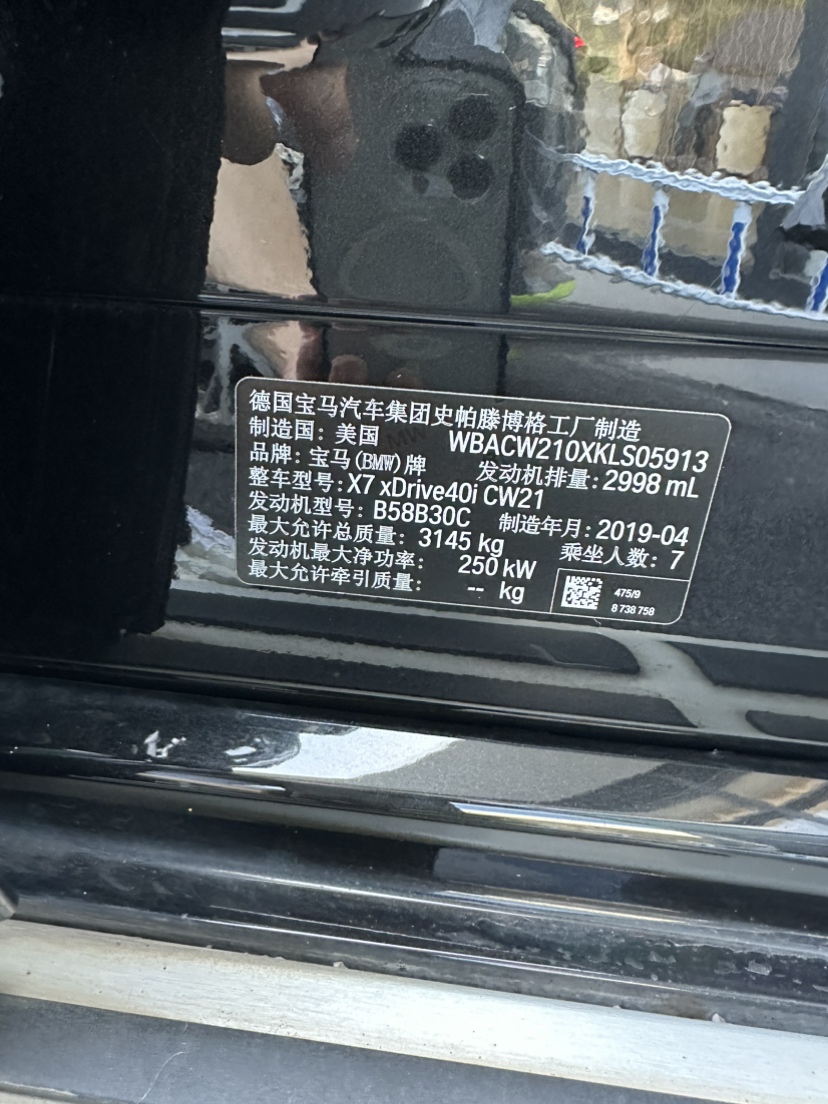 德国宝马汽车集团史帕滕博格工厂制造
制造国：美国 WBACW210XKLS05913
品牌：宝马(BMW)牌 发动机排量：2998 mL
整车型号：X7 xDrive40i CW21
发动机型号：B58B30C 制造年月：2019-04
最大允许总质量：3145 kg 乘坐人数：7
发动机最大净功率：250 kW
最大允许牵引质量：-- kg
475/9
8 738 758